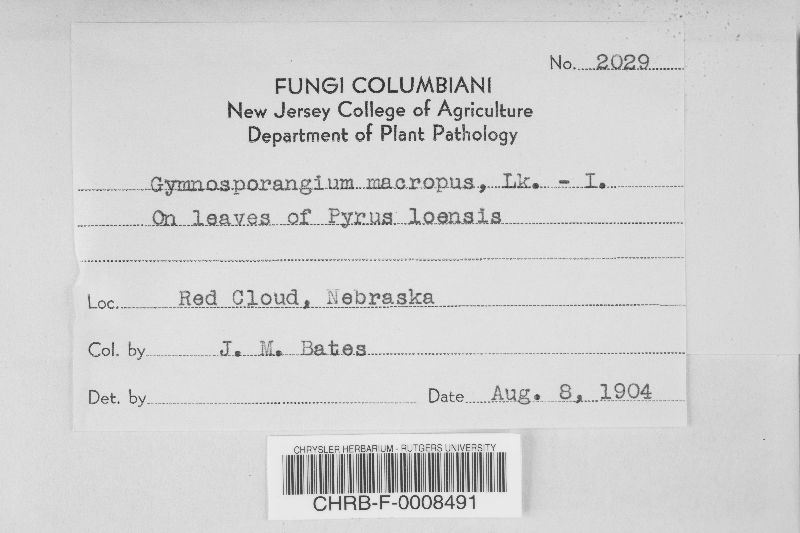 No. 2029
FUNGI COLUMBIANI
New Jersey College of Agriculture
Department of Plant Pathology
Gymnosporangium macropus, Lk. - I.
On leaves of Pyrus loensis
Loc. Red Cloud, Nebraska
Col. by J. M. Bates
Det. by
Date Aug. 8, 1904
CHRYSLER HERBARIUM - RUTGERS UNIVERSITY
CHRB-F-0008491